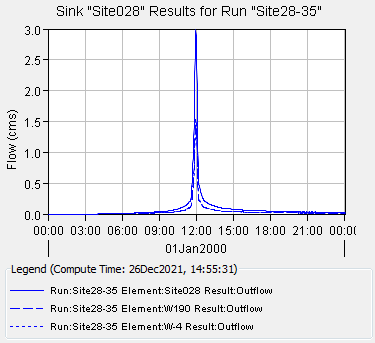 Sink "Site028" Results for Run "Site28-35"
3.0
2.5
2.0
1.5
1.0
0.5
0.0
Flow (cms)
00:00 03:00 06:00 09:00 12:00 15:00 18:00 21:00 00:00
01Jan2000
Legend (Compute Time: 26Dec2021, 14:55:31)
Run:Site28-35 Element:Site028 Result:Outflow
Run:Site28-35 Element:W190 Result:Outflow
Run:Site28-35 Element:W-4 Result:Outflow